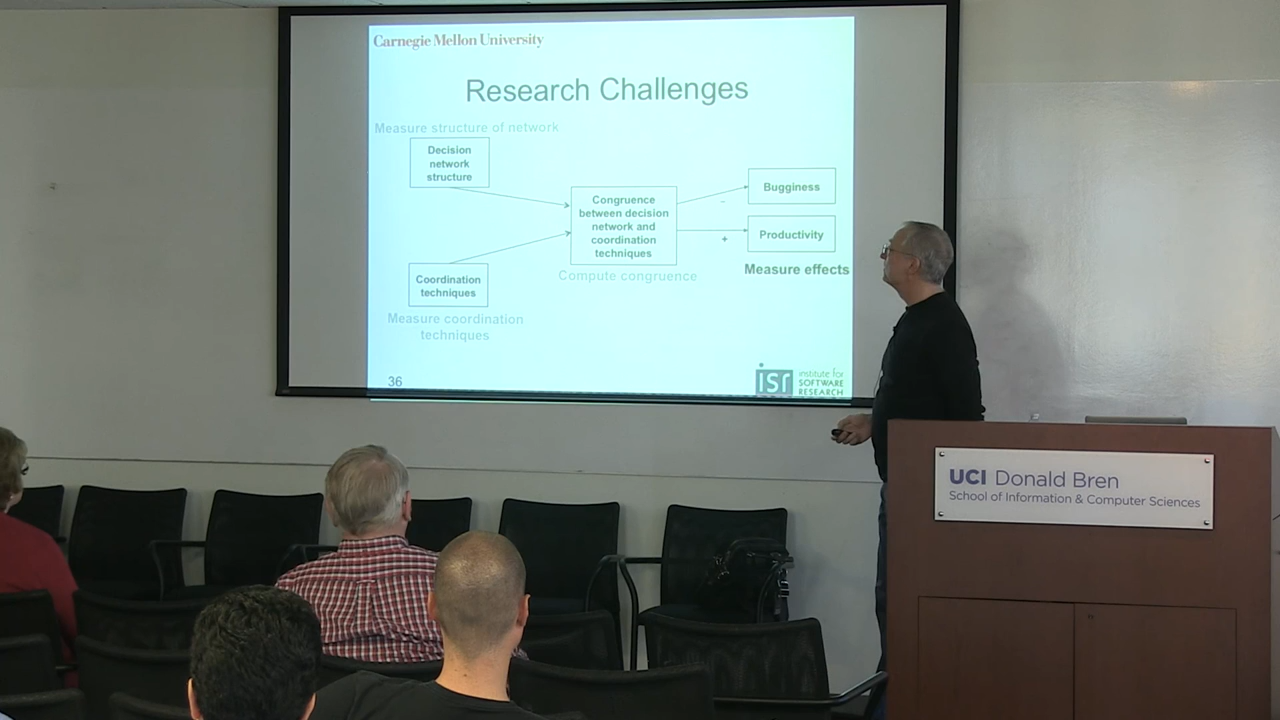 Carnegie Mellon University
Research Challenges
Measure structure of network
Decision
network
structure
Congruence
between decision
network and
coordination
techniques
Bugginess
-
Productivity
+
Coordination
techniques
Compute congruence
Measure effects
Measure coordination
techniques
36
isr institute for
SOFTWARE
RESEARCH
UCI Donald Bren
School of Information & Computer Sciences